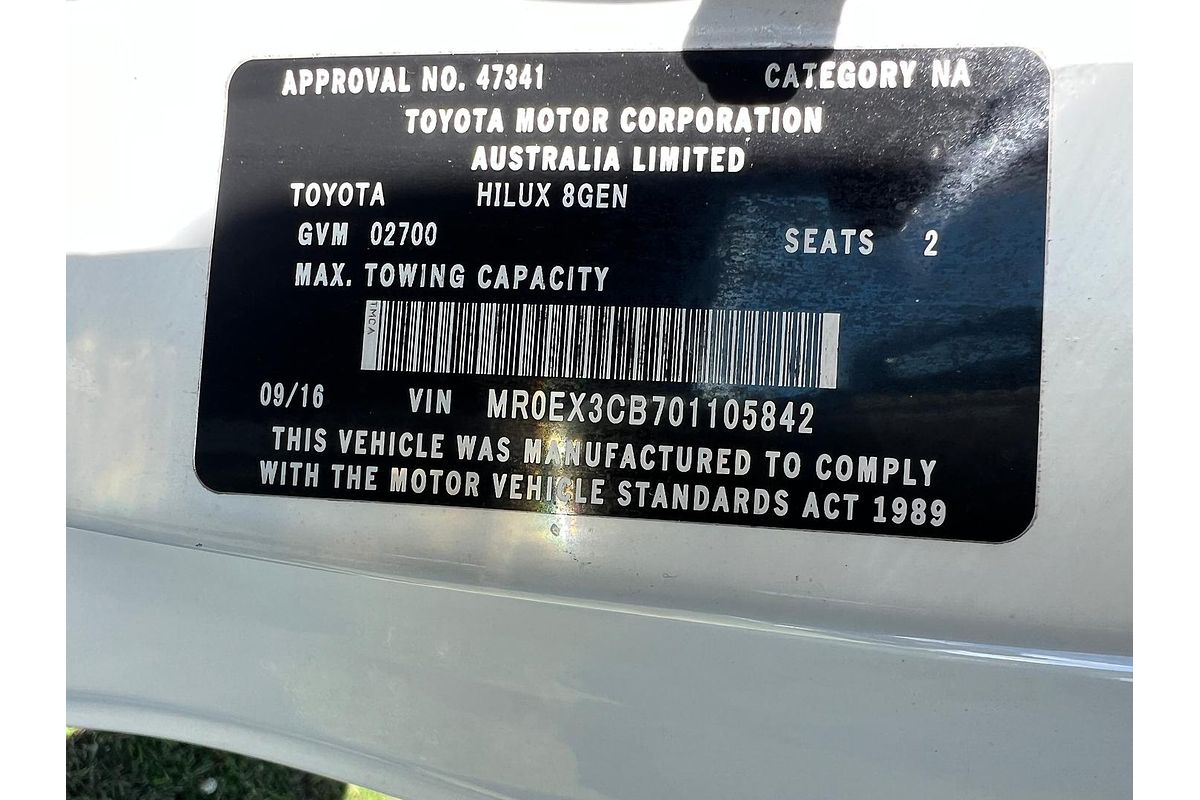 APPROVAL NO. 47341 CATEGORY NA
TOYOTA MOTOR CORPORATION
AUSTRALIA LIMITED
TOYOTA HILUX 8GEN
GVM 02700 SEATS 2
MAX. TOWING CAPACITY
TMCA
09/16 VIN MR0EX3CB701105842
THIS VEHICLE WAS MANUFACTURED TO COMPLY
WITH THE MOTOR VEHICLE STANDARDS ACT 1989